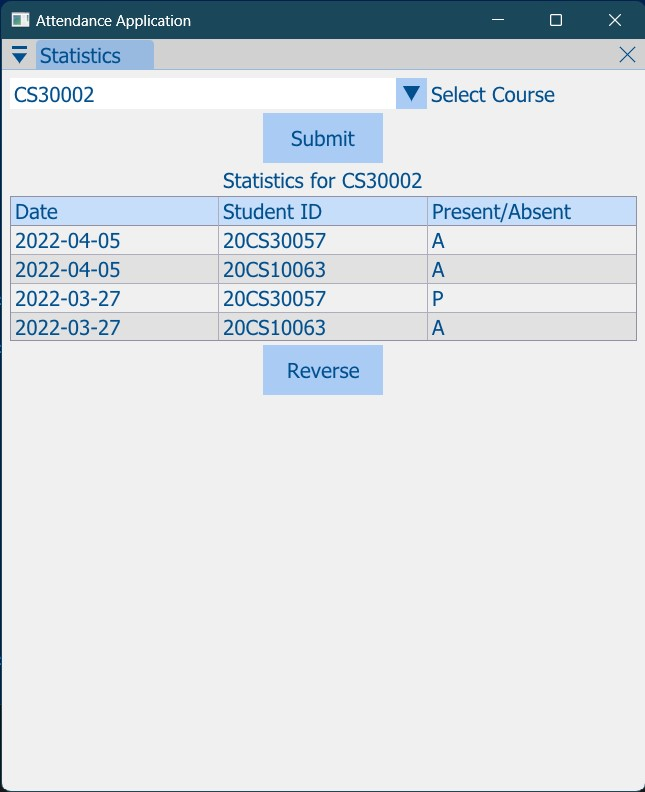 Attendance Application
Statistics
CS30002 Select Course
Submit
Statistics for CS30002
Date Student ID Present/Absent
2022-04-05 20CS30057 A
2022-04-05 20CS10063 A
2022-03-27 20CS30057 P
2022-03-27 20CS10063 A
Reverse